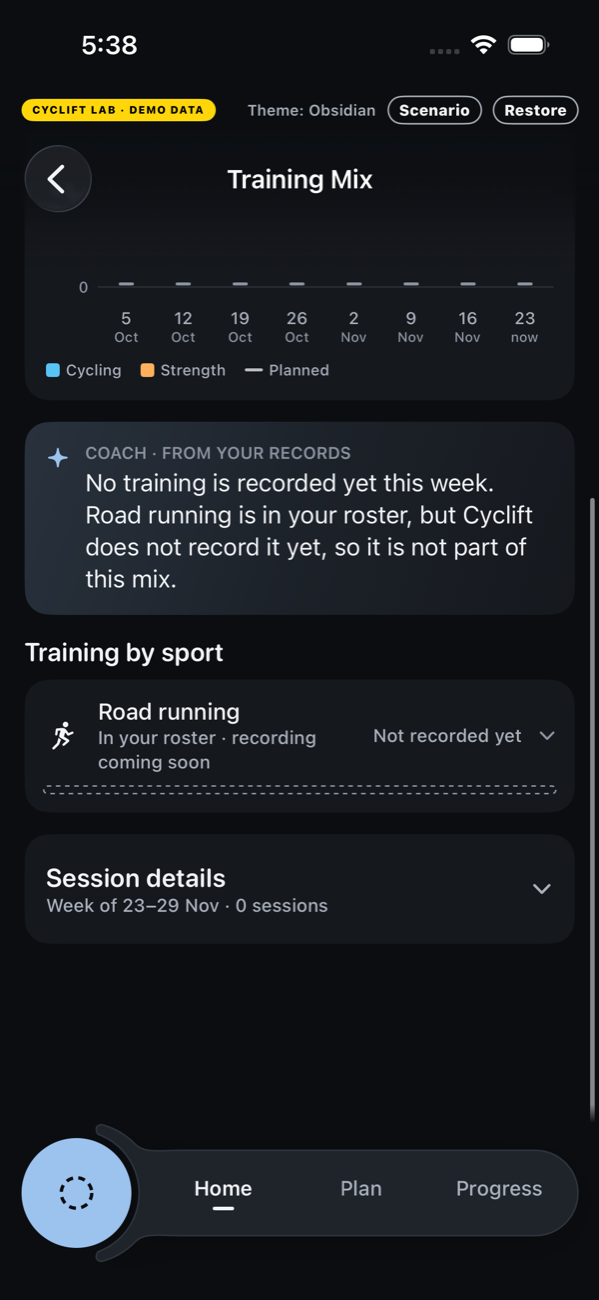 5:38
CYCLIFT LAB · DEMO DATA
Theme: Obsidian
Scenario
Restore
Training Mix
0
5 12 19 26 2 9 16 23
Oct Oct Oct Oct Nov Nov Nov now
Cycling Strength Planned
COACH · FROM YOUR RECORDS
No training is recorded yet this week.
Road running is in your roster, but Cyclift
does not record it yet, so it is not part of
this mix.
Training by sport
Road running
In your roster · recording
coming soon
Not recorded yet
Session details
Week of 23–29 Nov · 0 sessions
Home Plan Progress